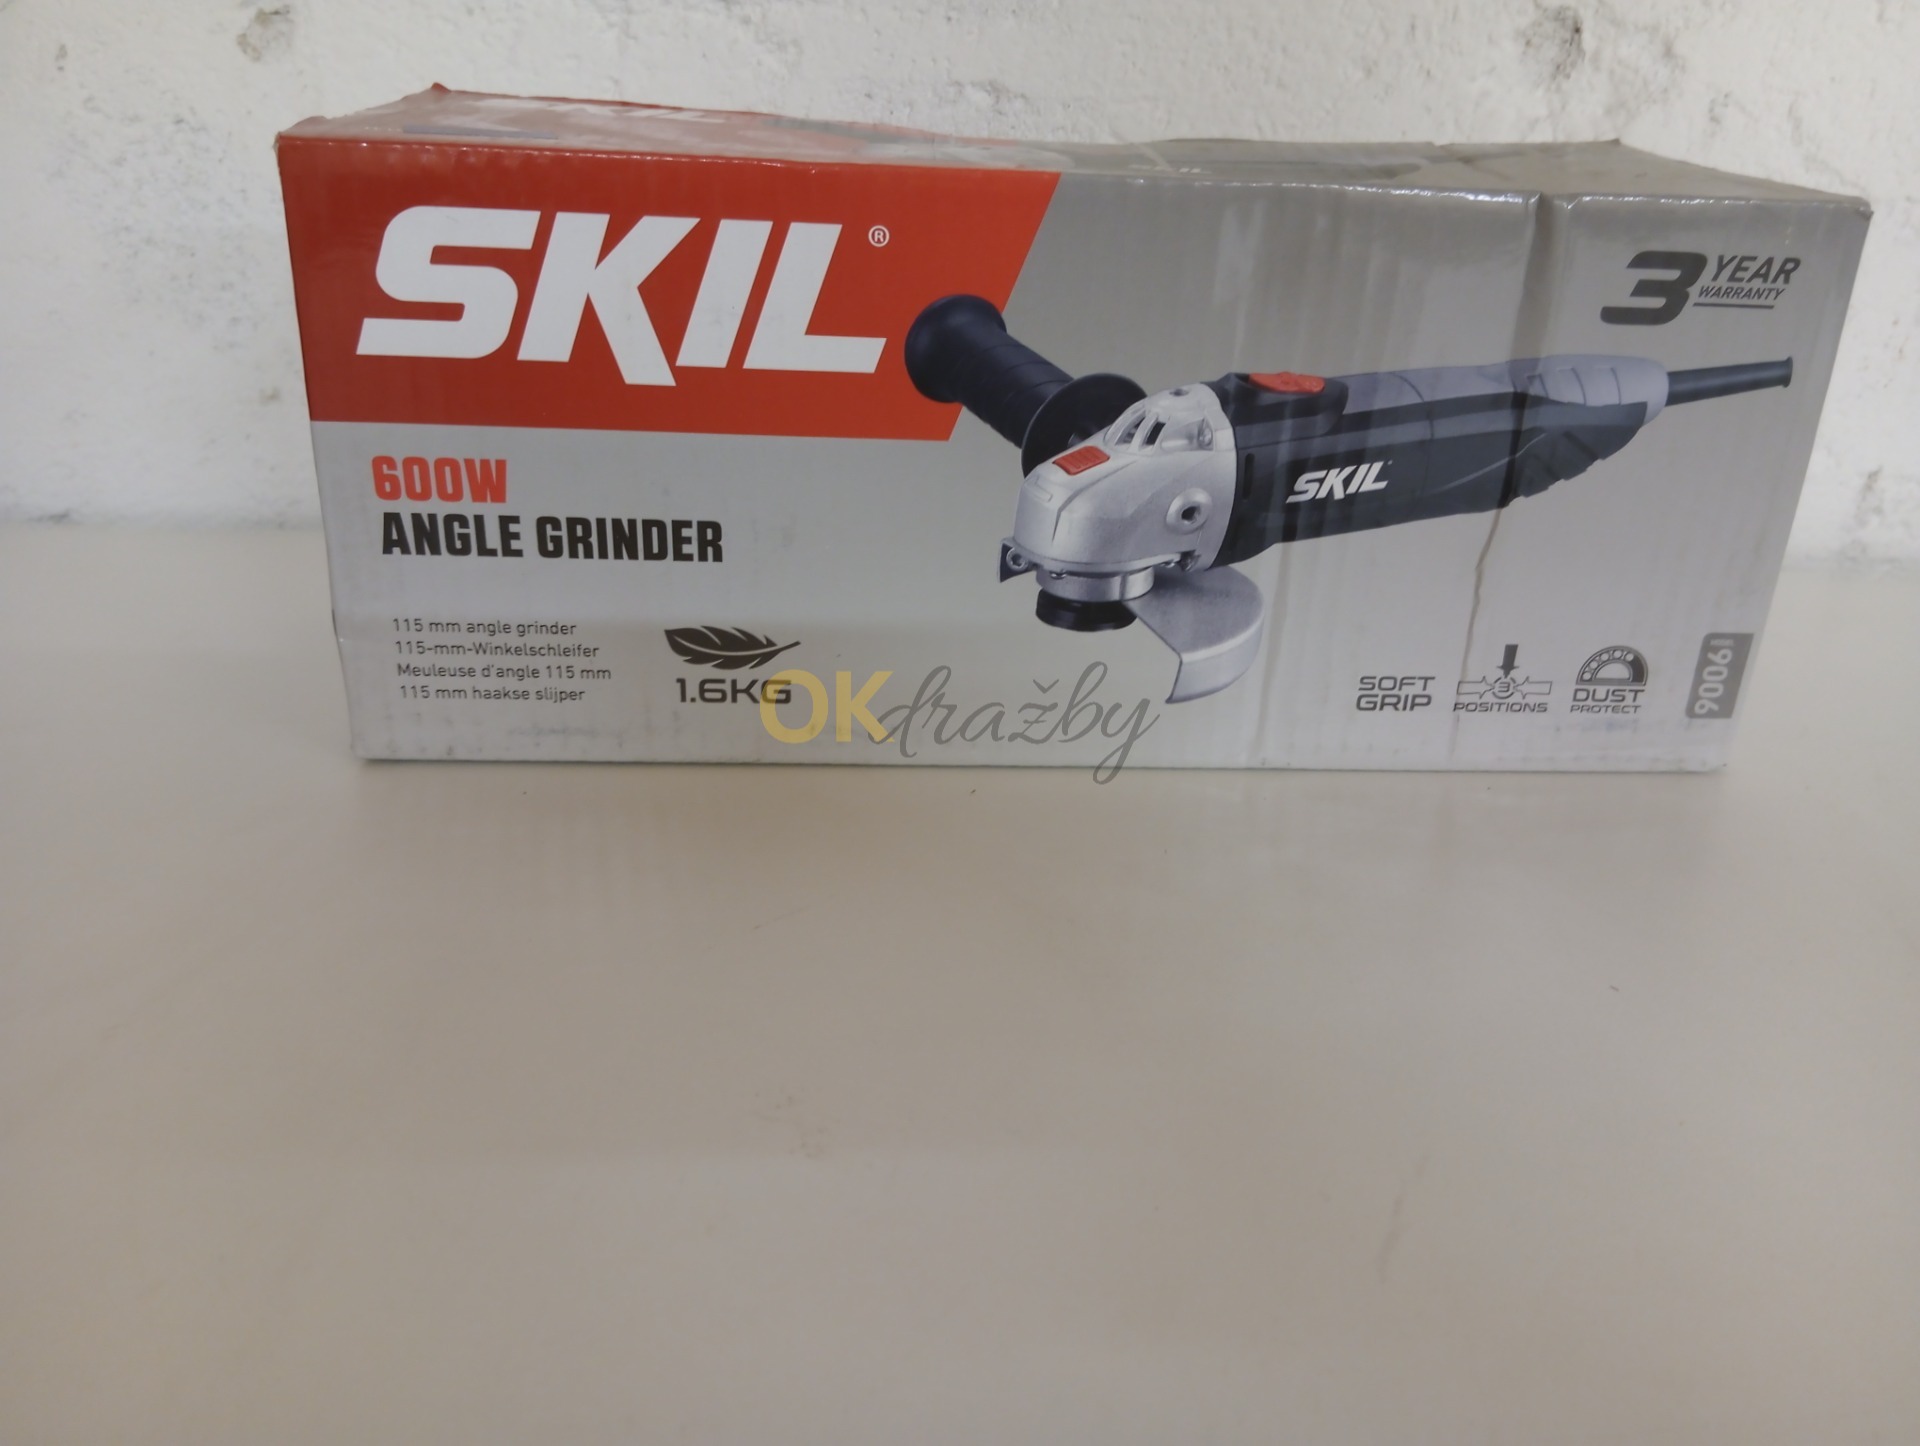 SKIL®
3 YEAR
WARRANTY
600W
ANGLE GRINDER
SKIL
115 mm angle grinder
115-mm-Winkelschleifer
Meuleuse d'angle 115 mm
115 mm haakse slijper
1.6KG
OKdražby
SOFT
GRIP
3
POSITIONS
DUST
PROTECT
9006